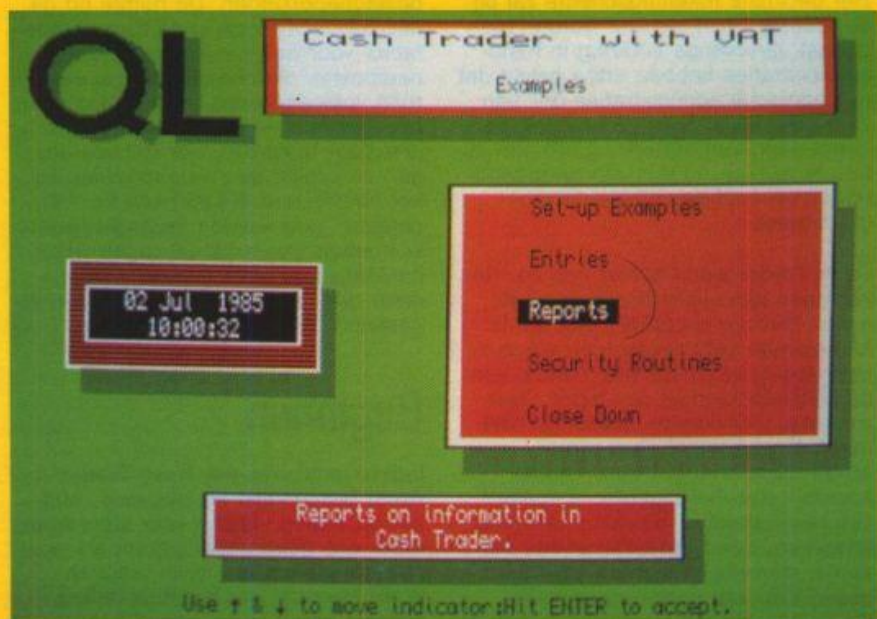 QL
Cash Trader with VAT
Examples
Set-up Examples
Entries
02 Jul 1985
10:00:32
Reports
Security Routines
Close Down
Reports on information in
Cash Trader.
Use ↑ & ↓ to move indicator:Hit ENTER to accept.